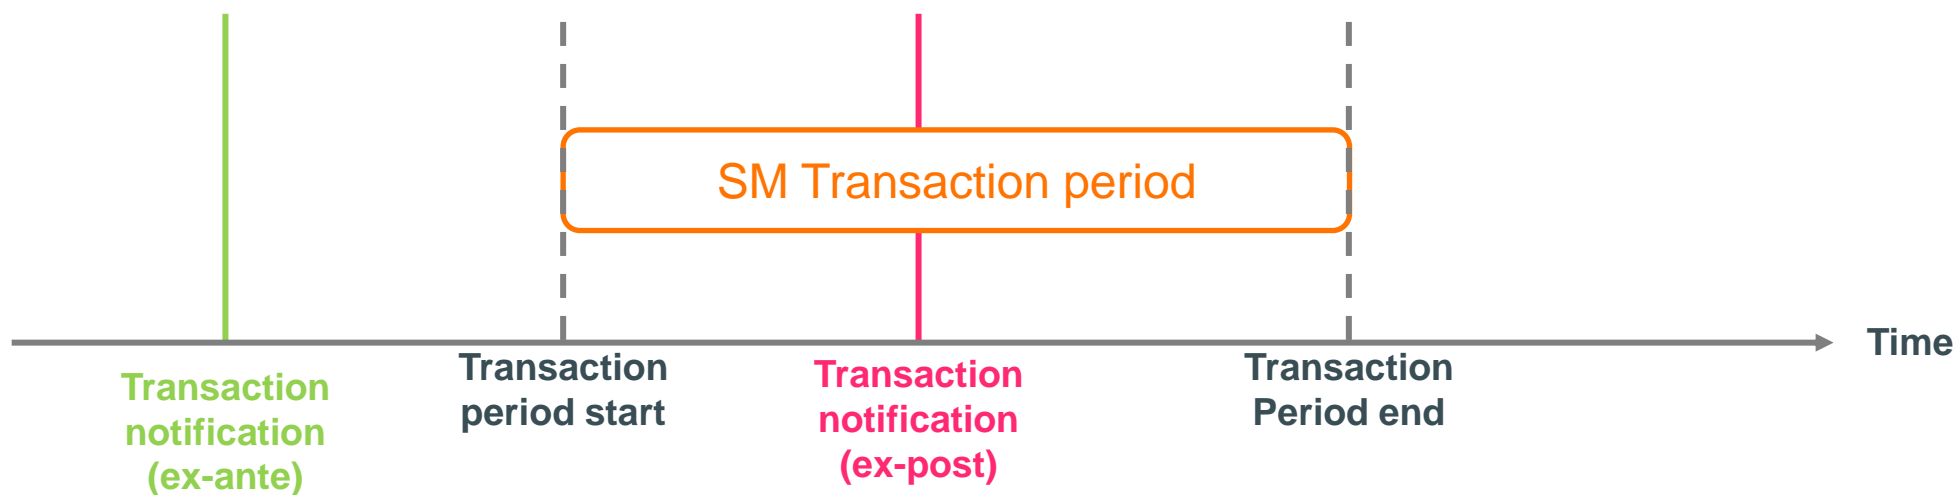 SM Transaction period
Time
Transaction
notification
(ex-ante)
Transaction
period start
Transaction
notification
(ex-post)
Transaction
Period end